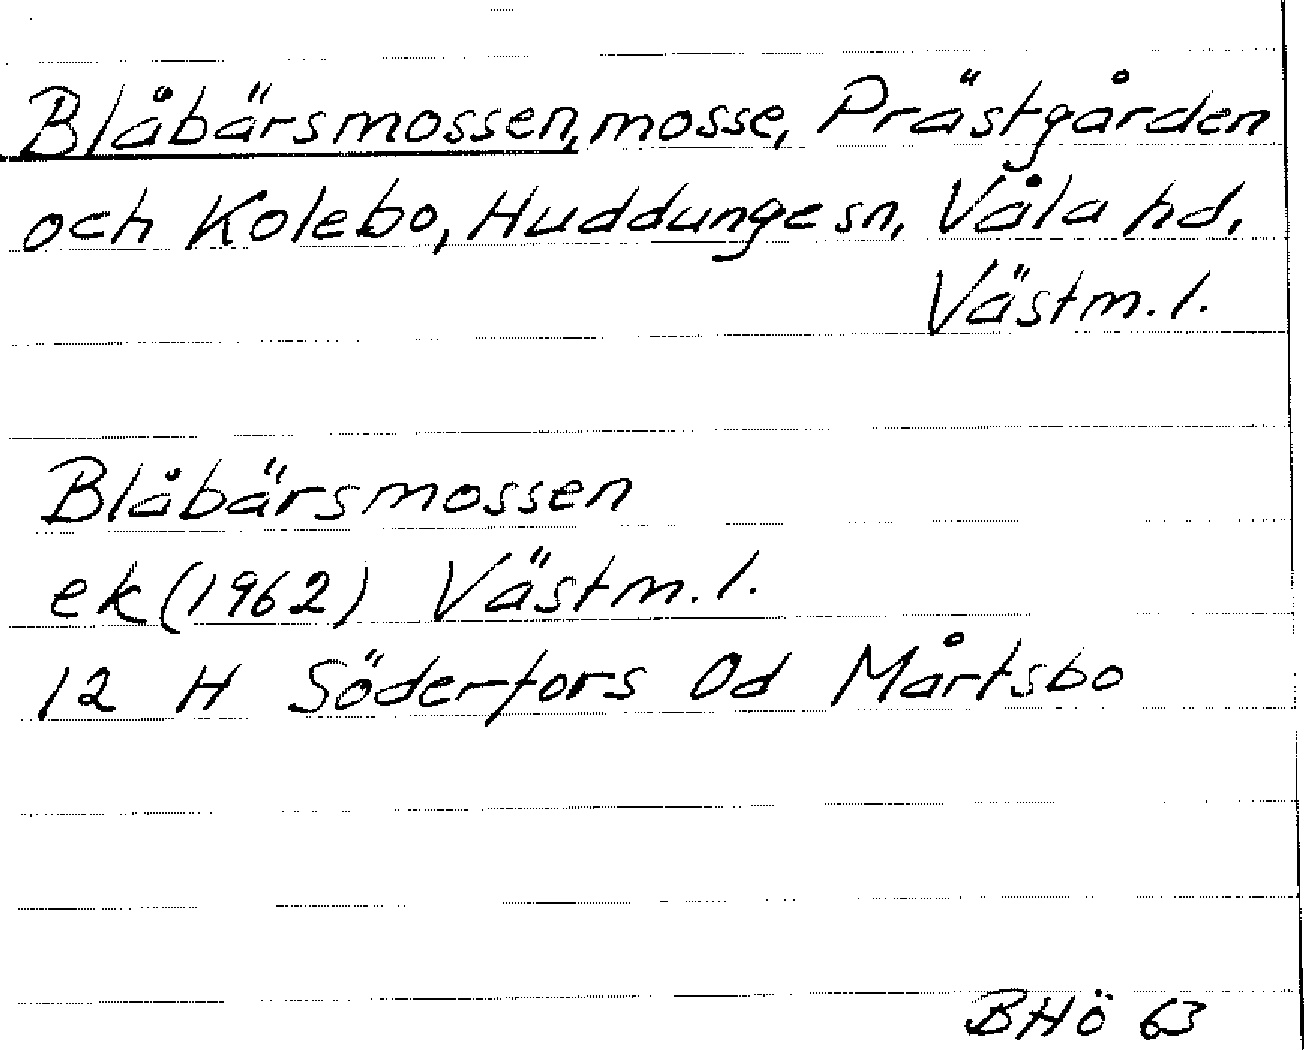 Blåbärsmossen, mosse, Prästgården
och Kolebo, Huddunge sn, Våla hd,
Västm. l.
Blåbärsmossen
ek (1962) Västm. l.
12 H Söderfors 0d Mårtsbo
BHÖ 63